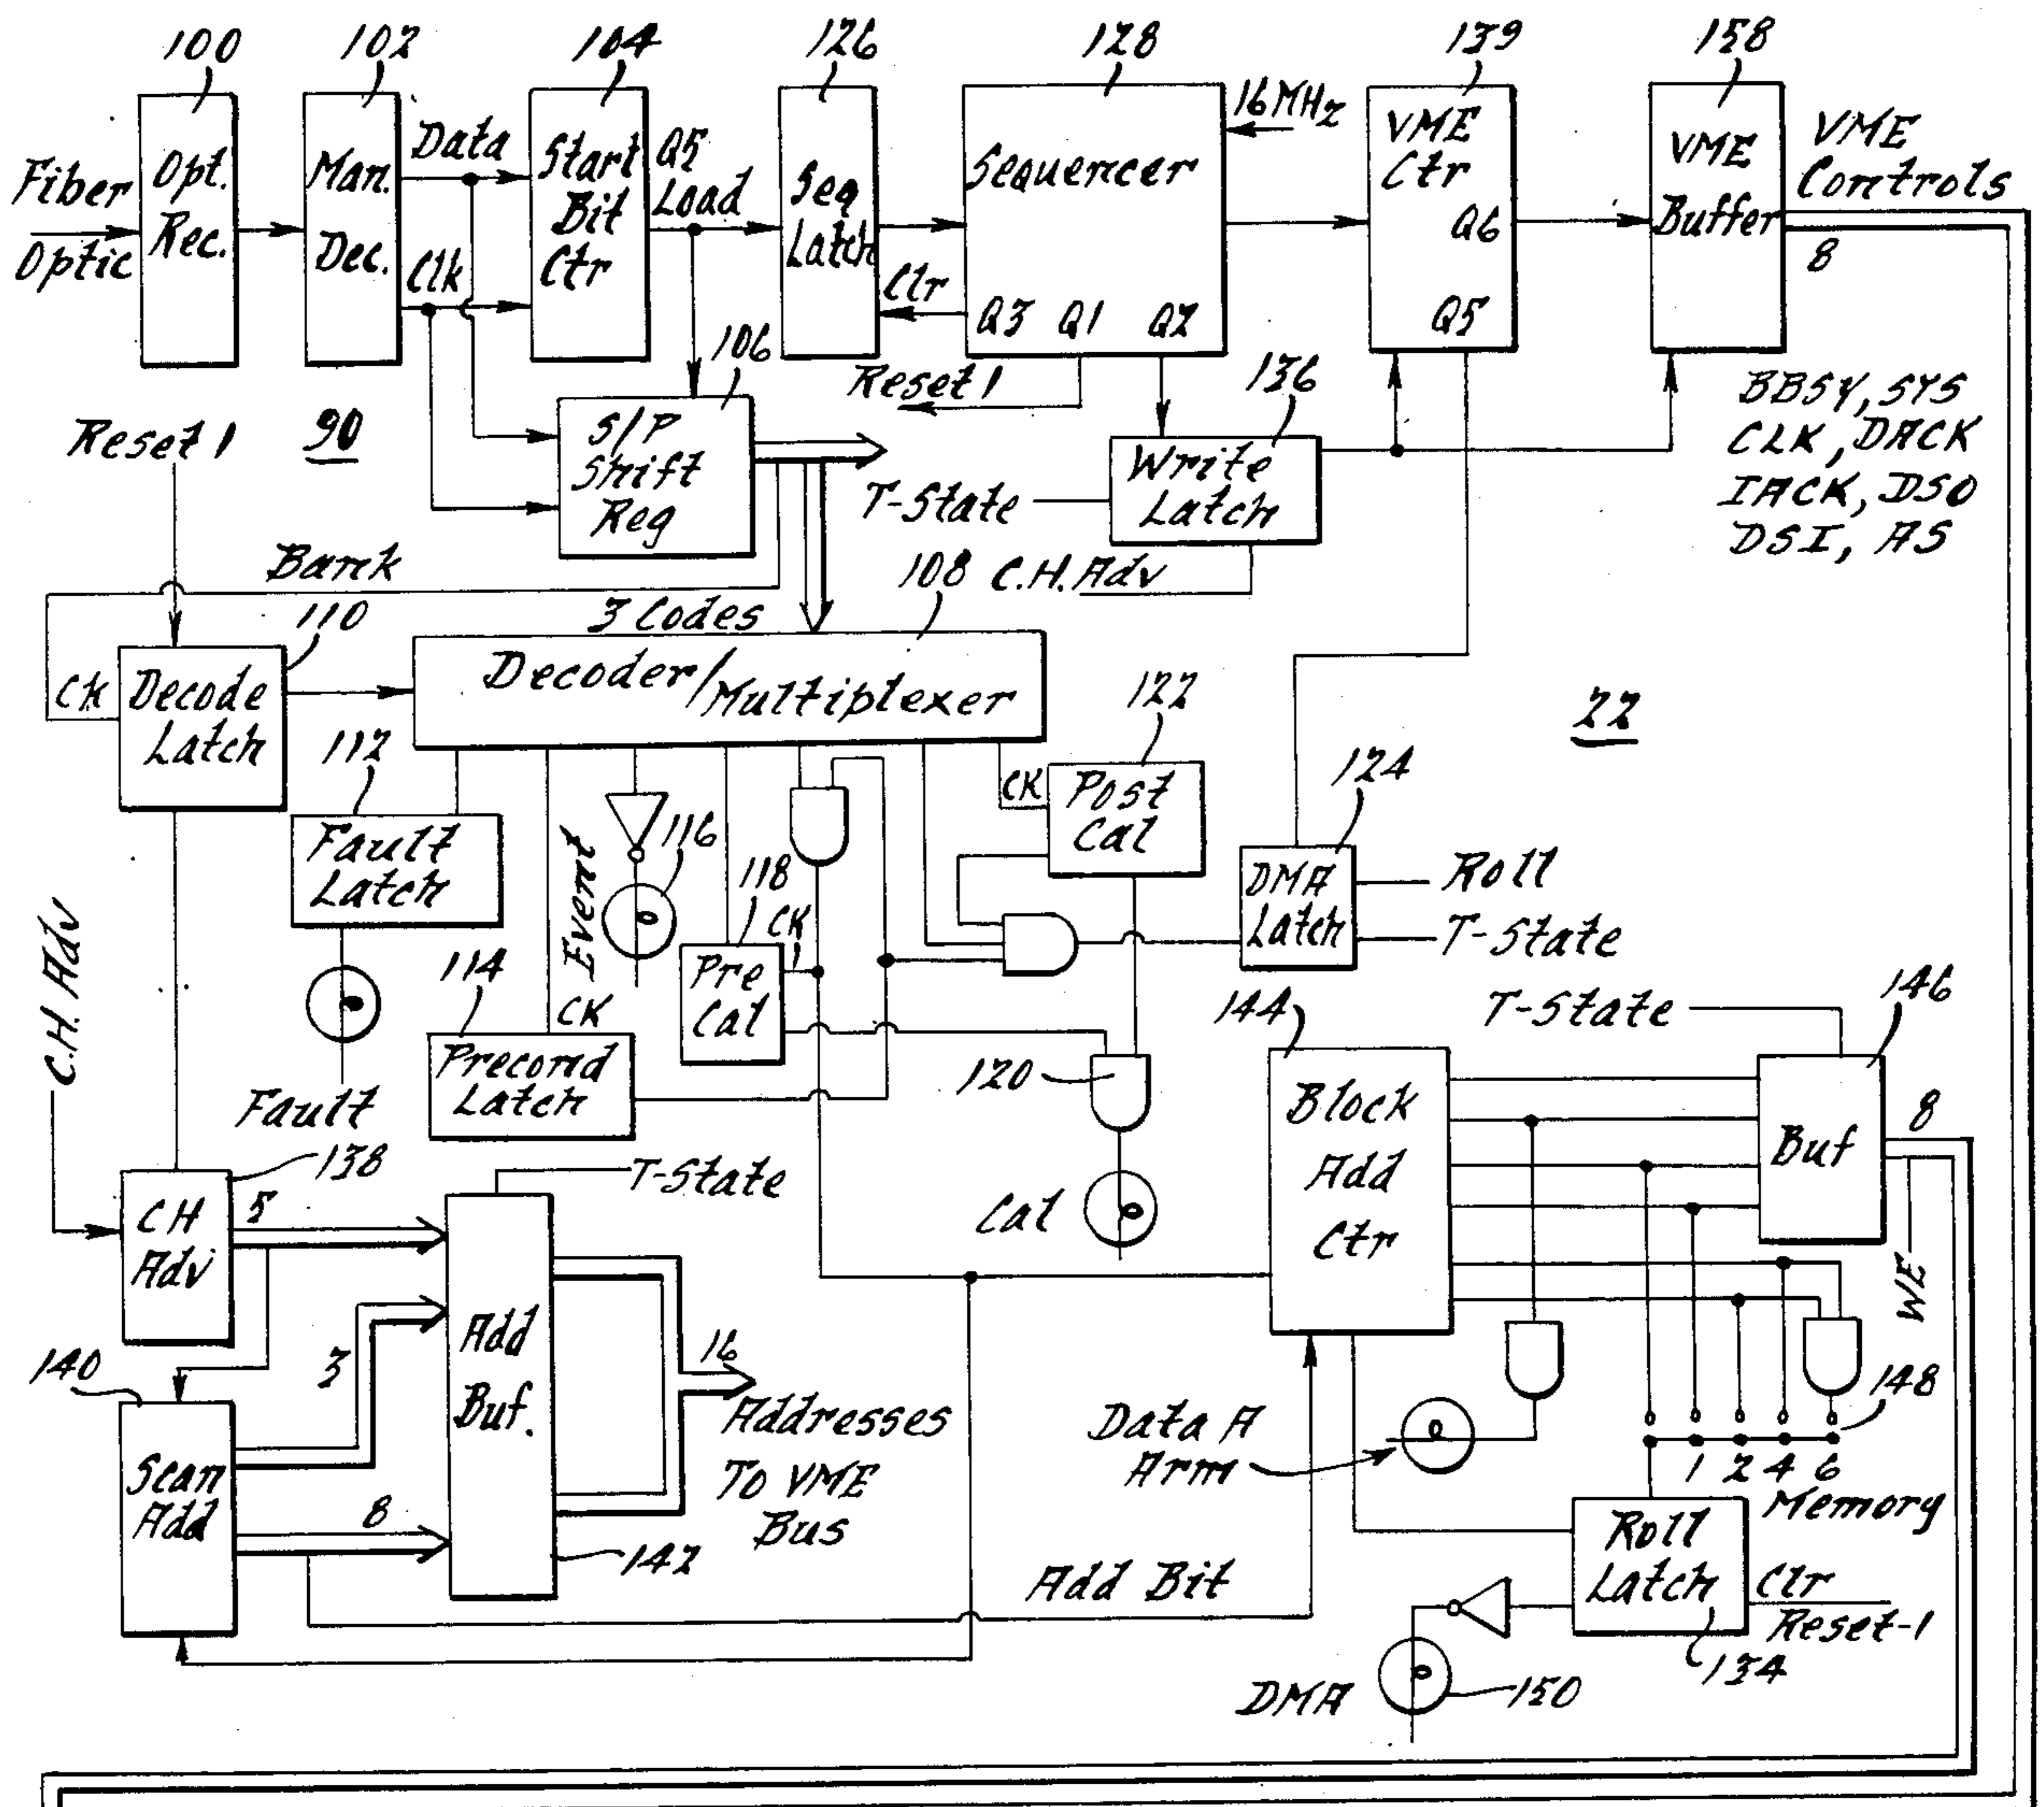 100
102
104
126
128
139
158
Fiber
Optic
Opt.
Rec.
Man.
Dec.
Data
Clk
Start
Bit
Ctr
Q5
Load
Seq
Latch
Clr
Sequencer
Q3 Q1 Q2
16MHz
VME
Ctr
Q6
Q5
VME
Buffer
VME
Controls
8
Reset 1
90
106
S/P
Shift
Reg
Reset 1
136
T-State
Write
Latch
C.H. Adv
BBSY, SYS
CLK, DACK
IACK, DS0
DSI, AS
Bank
3 Codes
108
110
CK
Decode
Latch
Decoder/Multiplexer
22
112
Fault
Latch
Event
116
118
CK
CK
122
Post
Cal
124
DMA
Latch
Roll
T-State
C.H. Adv
114
CK
Precond
Latch
Pre
Cal
120
Fault
Cal
144
T-State
146
Block
Add
Ctr
Buf
8
WE
138
T-State
CH
Adv
5
3
140
Scan
Add
8
Add
Buf.
142
16
Addresses
To VME
Bus
Data A
Arm
148
1 2 4 6
Memory
Roll
Latch
Clr
Reset-1
134
Add Bit
DMA
150